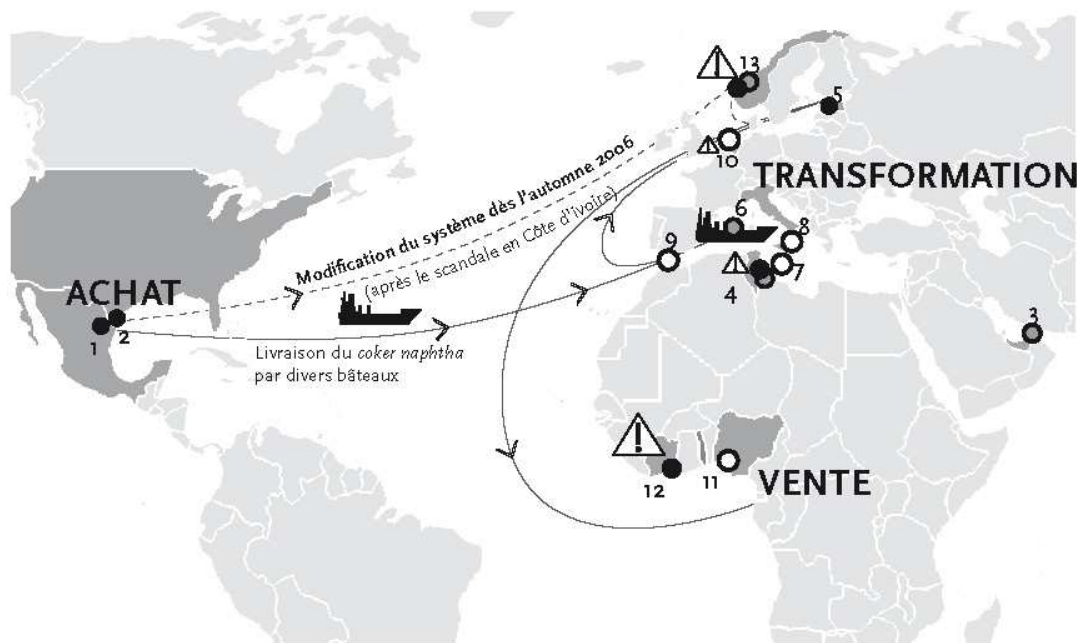 13
5
10
TRANSFORMATION
Modification du système dès l'automne 2006
(après le scandale en Côte d'ivoire)
6
9
8
7
4
ACHAT
1
2
3
Livraison du coker naphtha
par divers bâteaux
12
11
VENTE